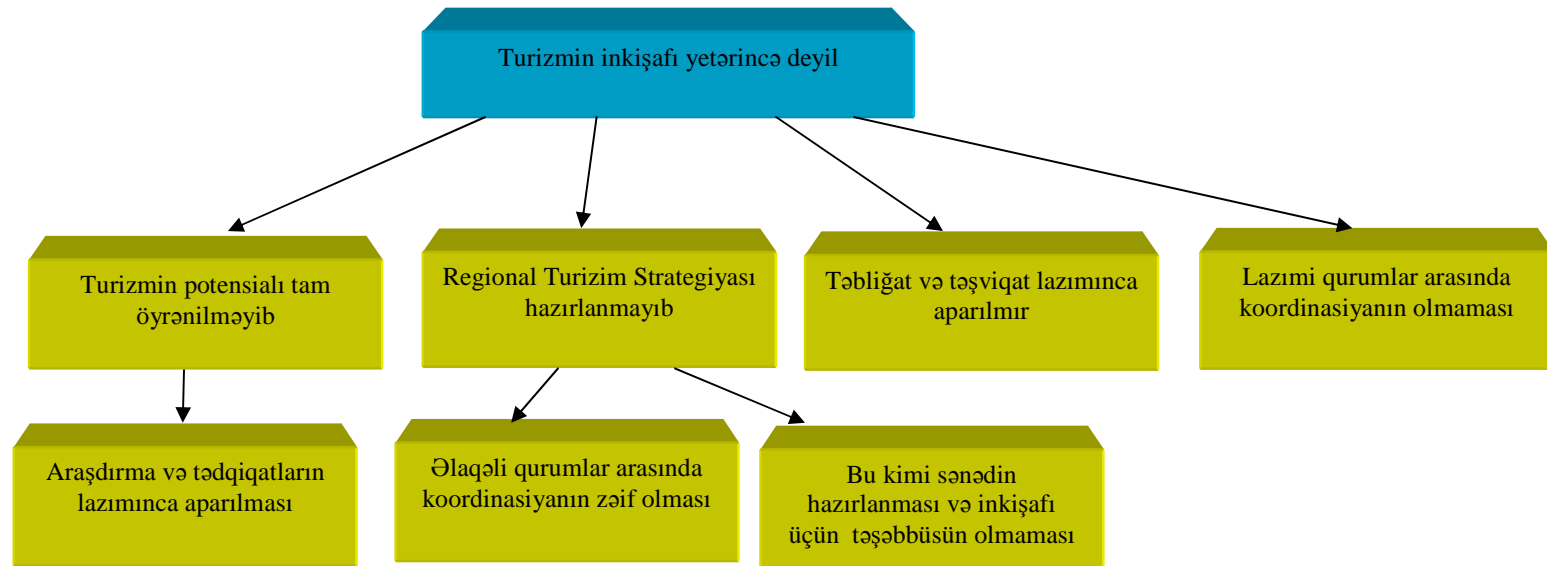 Turizmin inkişafı yetərincə deyil
Turizmin potensialı tam
öyrənilməyib
Regional Turizim Strategiyası
hazırlanmayıb
Təbliğat və təşviqat lazımınca
aparılmır
Lazımi qurumlar arasında
koordinasiyanın olmaması
Araşdırma və tədqiqatların
lazımınca aparılması
Əlaqəli qurumlar arasında
koordinasiyanın zəif olması
Bu kimi sənədin
hazırlanması və inkişafı
üçün təşəbbüsün olmaması